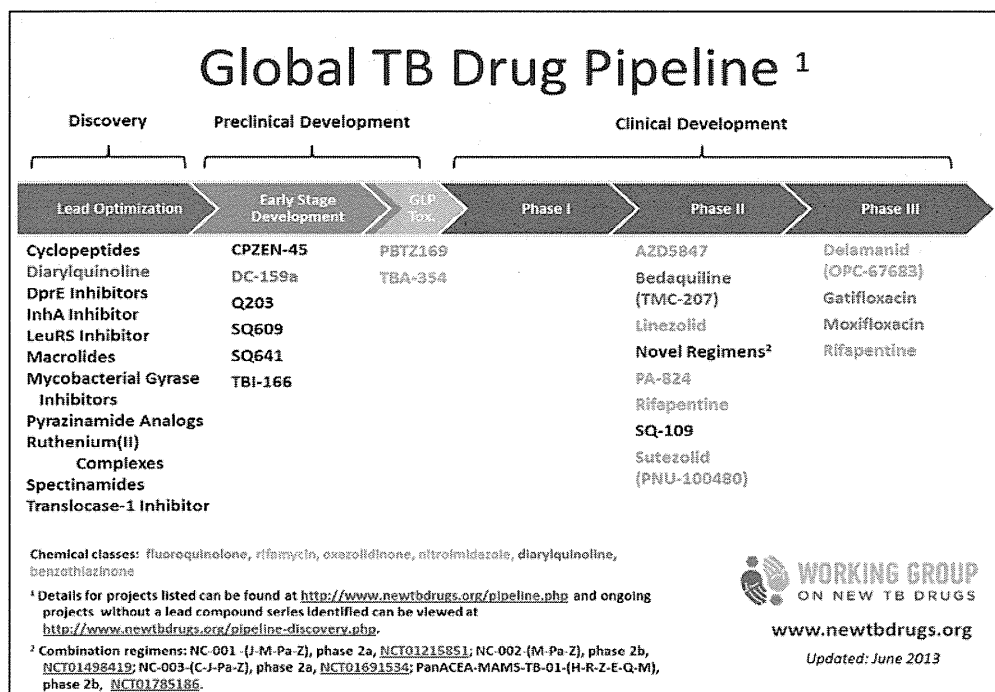 Global TB Drug Pipeline ¹
Discovery
Preclinical Development
Clinical Development
Lead Optimization
Early Stage
Development
GLP
Tox.
Phase I
Phase II
Phase III
Cyclopeptides
Diarylquinoline
DprE Inhibitors
InhA Inhibitor
LeuRS Inhibitor
Macrolides
Mycobacterial Gyrase
Inhibitors
Pyrazinamide Analogs
Ruthenium(II)
Complexes
Spectinamides
Translocase-1 Inhibitor
CPZEN-45
DC-159a
Q203
SQ609
SQ641
TBI-166
PBTZ169
TBA-354
AZD5847
Bedaquiline
(TMC-207)
Linezolid
Novel Regimens²
PA-824
Rifapentine
SQ-109
Sutezolid
(PNU-100480)
Delamanid
(OPC-67683)
Gatifloxacin
Moxifloxacin
Rifapentine
Chemical classes: fluoroquinolone, rifamycin, oxazolidinone, nitroimidazole, diarylquinoline,
benzothiazinone
¹ Details for projects listed can be found at http://www.newtbdrugs.org/pipeline.php and ongoing
projects without a lead compound series identified can be viewed at
http://www.newtbdrugs.org/pipeline-discovery.php.
² Combination regimens: NC-001 -(J-M-Pa-Z), phase 2a, NCT01215851; NC-002-(M-Pa-Z), phase 2b,
NCT01498419; NC-003-(C-J-Pa-Z), phase 2a, NCT01691534; PanACEA-MAMS-TB-01-(H-R-Z-E-Q-M),
phase 2b, NCT01785186.
WORKING GROUP
ON NEW TB DRUGS
www.newtbdrugs.org
Updated: June 2013